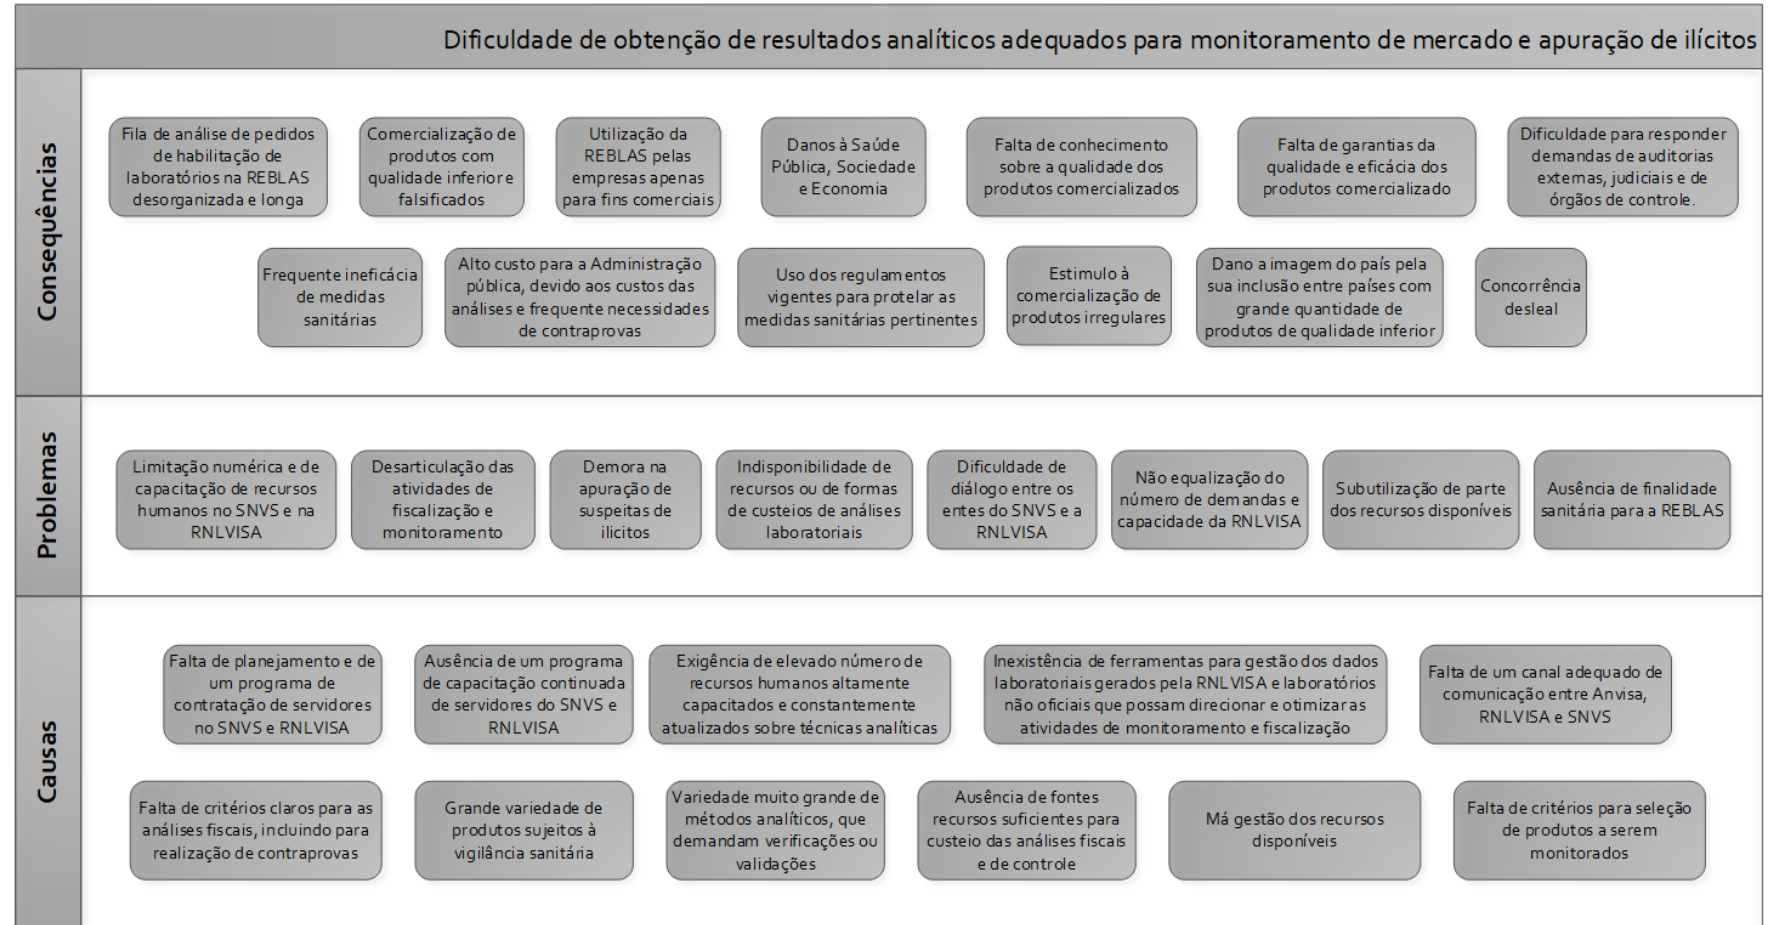 Dificuldade de obtenção de resultados analíticos adequados para monitoramento de mercado e apuração de ilícitos
Consequências
Fila de análise de pedidos
de habilitação de
laboratórios na REBLAS
desorganizada e longa
Comercialização de
produtos com
qualidade inferior e
falsificados
Utilização da
REBLAS pelas
empresas apenas
para fins comerciais
Danos à Saúde
Pública, Sociedade
e Economia
Falta de conhecimento
sobre a qualidade dos
produtos comercializados
Falta de garantias da
qualidade e eficácia dos
produtos comercializado
Dificuldade para responder
demandas de auditorias
externas, judiciais e de
órgãos de controle.
Frequente ineficácia
de medidas
sanitárias
Alto custo para a Administração
pública, devido aos custos das
análises e frequente necessidades
de contraprovas
Uso dos regulamentos
vigentes para protelar as
medidas sanitárias pertinentes
Estimulo à
comercialização de
produtos irregulares
Dano a imagem do país pela
sua inclusão entre países com
grande quantidade de
produtos de qualidade inferior
Concorrência
desleal
Problemas
Limitação numérica e de
capacitação de recursos
humanos no SNVS e na
RNLVISA
Desarticulação das
atividades de
fiscalização e
monitoramento
Demora na
apuração de
suspeitas de
ilicitos
Indisponibilidade de
recursos ou de formas
de custeios de análises
laboratoriais
Dificuldade de
diálogo entre os
entes do SNVS e a
RNLVISA
Não equalização do
número de demandas e
capacidade da RNLVISA
Subutilização de parte
dos recursos disponíveis
Ausência de finalidade
sanitária para a REBLAS
Causas
Falta de planejamento e de
um programa de
contratação de servidores
no SNVS e RNLVISA
Ausência de um programa
de capacitação continuada
de servidores do SNVS e
RNLVISA
Exigência de elevado número de
recursos humanos altamente
capacitados e constantemente
atualizados sobre técnicas analíticas
Inexistência de ferramentas para gestão dos dados
laboratoriais gerados pela RNLVISA e laboratórios
não oficiais que possam direcionar e otimizar as
atividades de monitoramento e fiscalização
Falta de um canal adequado de
comunicação entre Anvisa,
RNLVISA e SNVS
Falta de critérios claros para as
análises fiscais, incluindo para
realização de contraprovas
Grande variedade de
produtos sujeitos à
vigilância sanitária
Variedade muito grande de
métodos analíticos, que
demandam verificações ou
validações
Ausência de fontes
recursos suficientes para
custeio das análises fiscais
e de controle
Má gestão dos recursos
disponíveis
Falta de critérios para seleção
de produtos a serem
monitorados